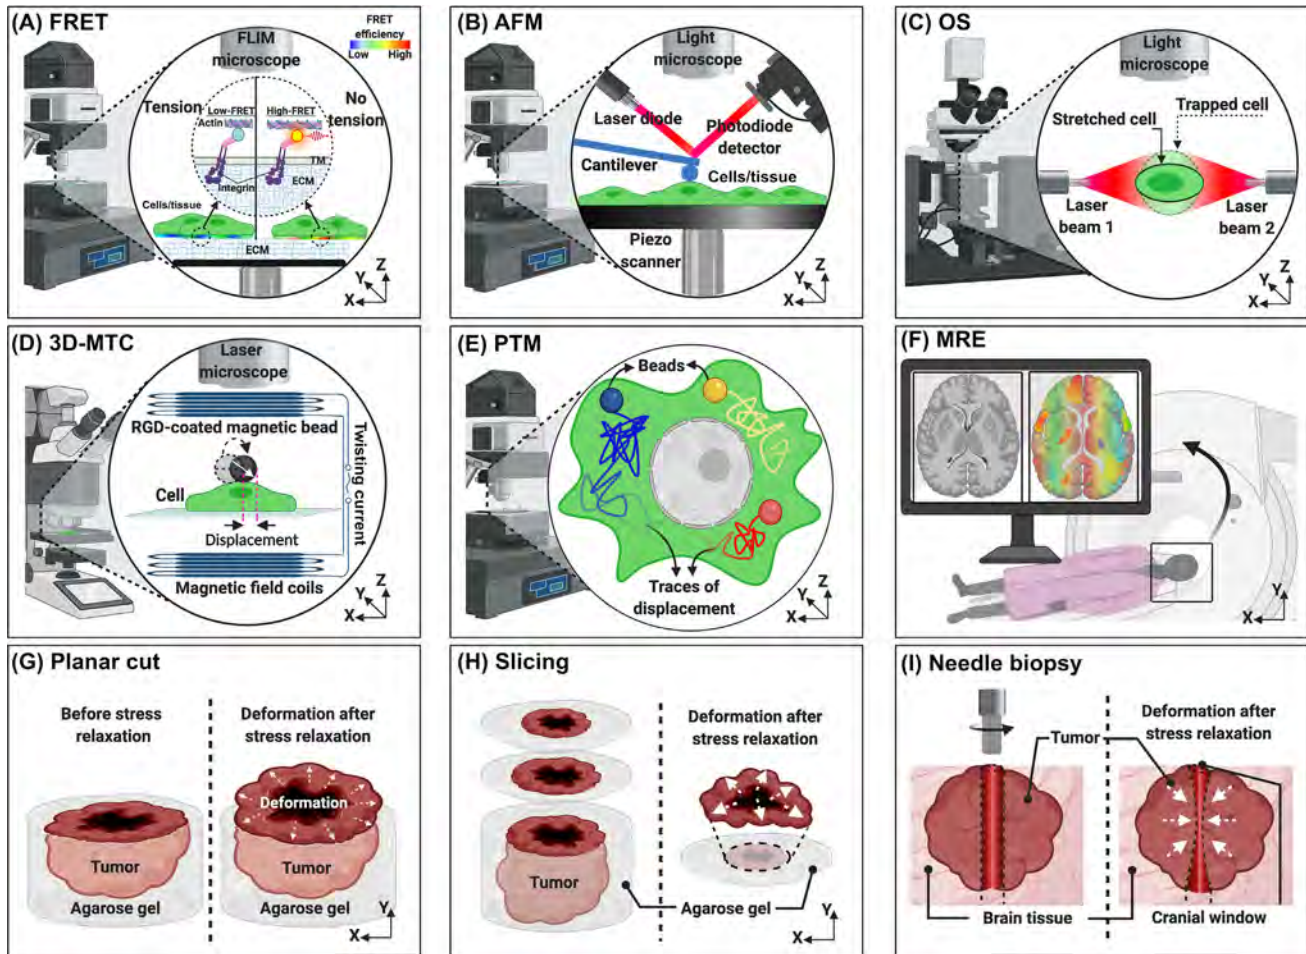 (A) FRET
FLIM
microscope
FRET
efficiency
Low High
Tension
No
tension
Low-FRET
High-FRET
Actin
TM
ECM
Integrin
Cells/tissue
ECM
Z
Y
X
(B) AFM
Light
microscope
Laser diode
Photodiode
detector
Cantilever
Cells/tissue
Piezo
scanner
Z
Y
X
(C) OS
Light
microscope
Trapped cell
Stretched cell
Laser
beam 1
Laser
beam 2
Z
Y
X
(D) 3D-MTC
Laser
microscope
RGD-coated magnetic bead
Twisting current
Cell
Displacement
Magnetic field coils
Z
Y
X
(E) PTM
Beads
Traces of
displacement
Z
Y
X
(F) MRE
Y
X
(G) Planar cut
Before stress
relaxation
Deformation after
stress relaxation
Deformation
Tumor
Tumor
Agarose gel
Agarose gel
Y
X
(H) Slicing
Deformation after
stress relaxation
Tumor
Agarose gel
Y
X
(I) Needle biopsy
Deformation after
stress relaxation
Tumor
Brain tissue
Cranial window